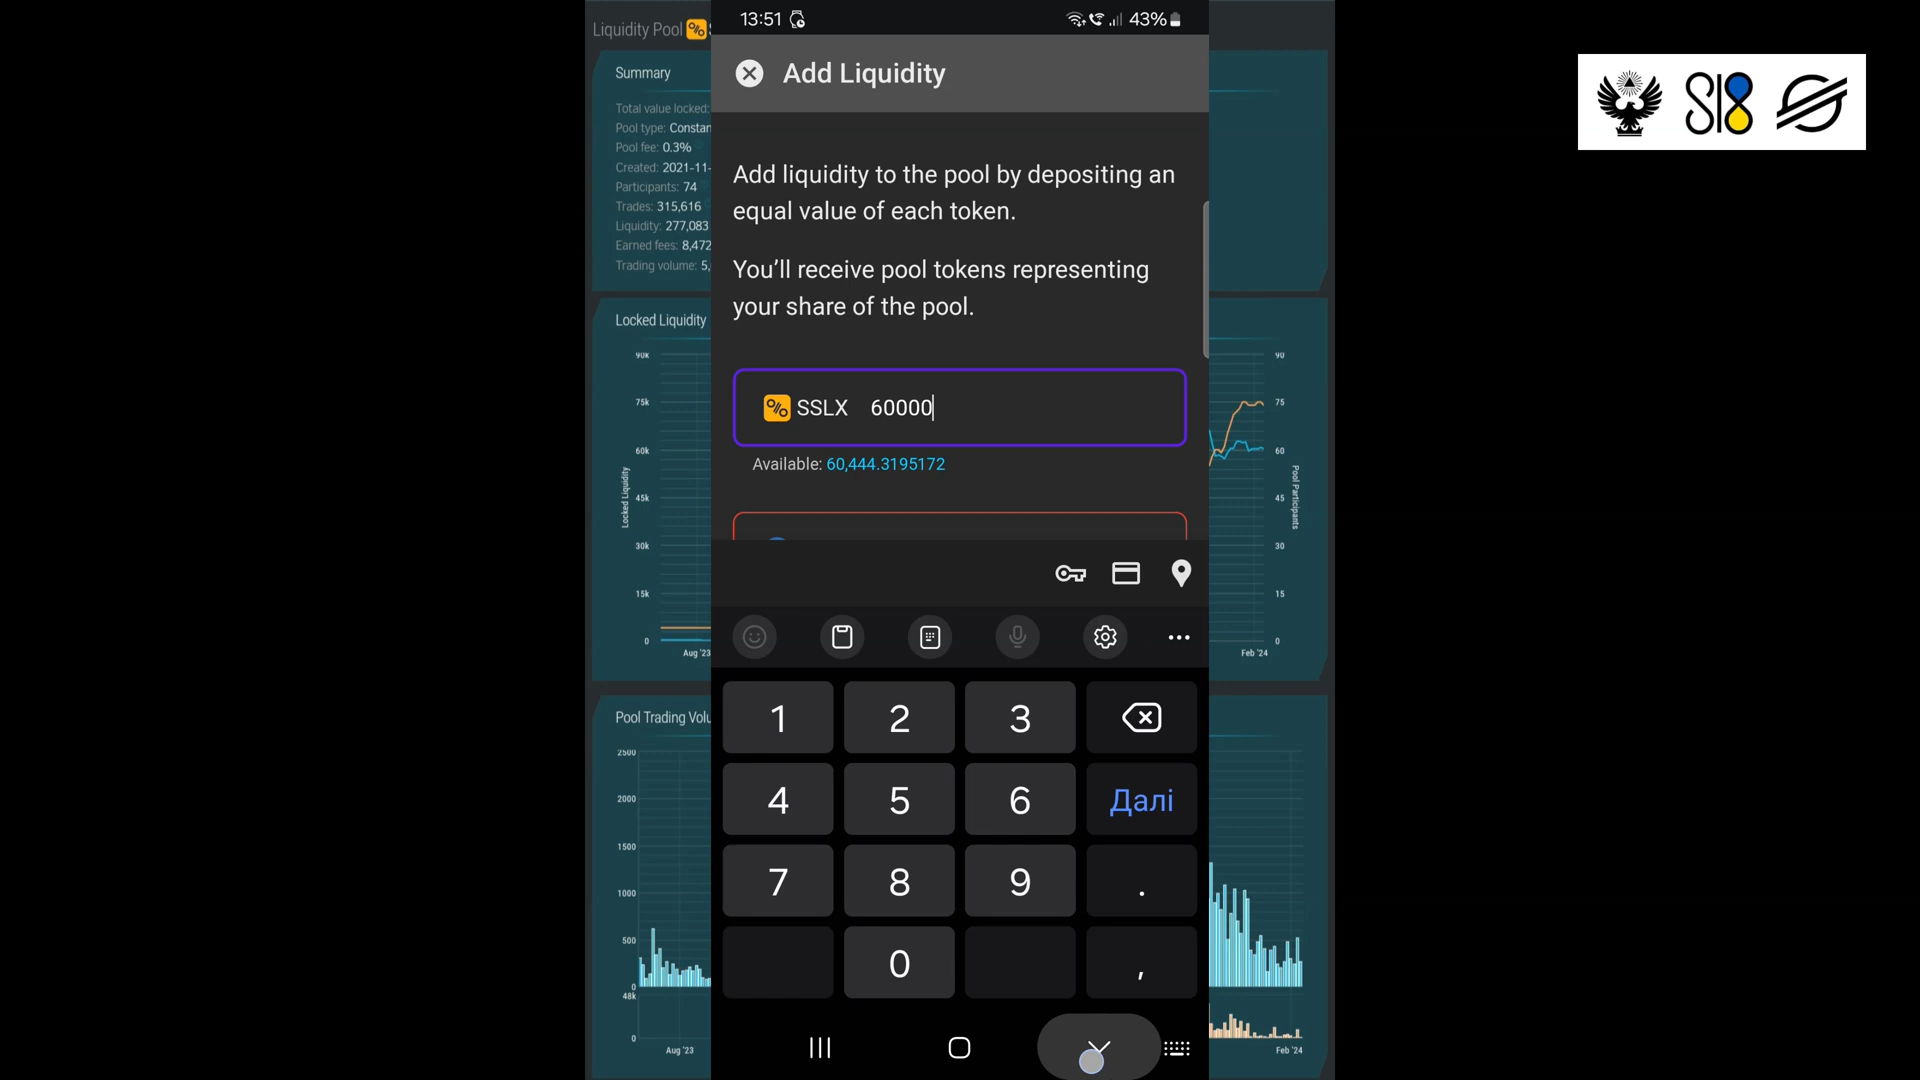 Liquidity Pool
Summary
Total value locked:
Pool type: Constan
Pool fee: 0.3%
Created: 2021-11-
Participants: 74
Trades: 315,616
Liquidity: 277,083
Earned fees: 8,472
Trading volume: 5,
Locked Liquidity
90k
75k
60k
45k
30k
15k
0
Locked Liquidity
Aug '23
Pool Trading Volu
2500
2000
1500
1000
500
0
48k
0
Aug '23
13:51
43%
Add Liquidity
Add liquidity to the pool by depositing an
equal value of each token.
You’ll receive pool tokens representing
your share of the pool.
SSLX 60000
Available: 60,444.3195172
1 2 3
4 5 6 Далі
7 8 9 .
0 ,
90
75
60
45
30
15
0
Pool Participants
Feb '24
Feb '24